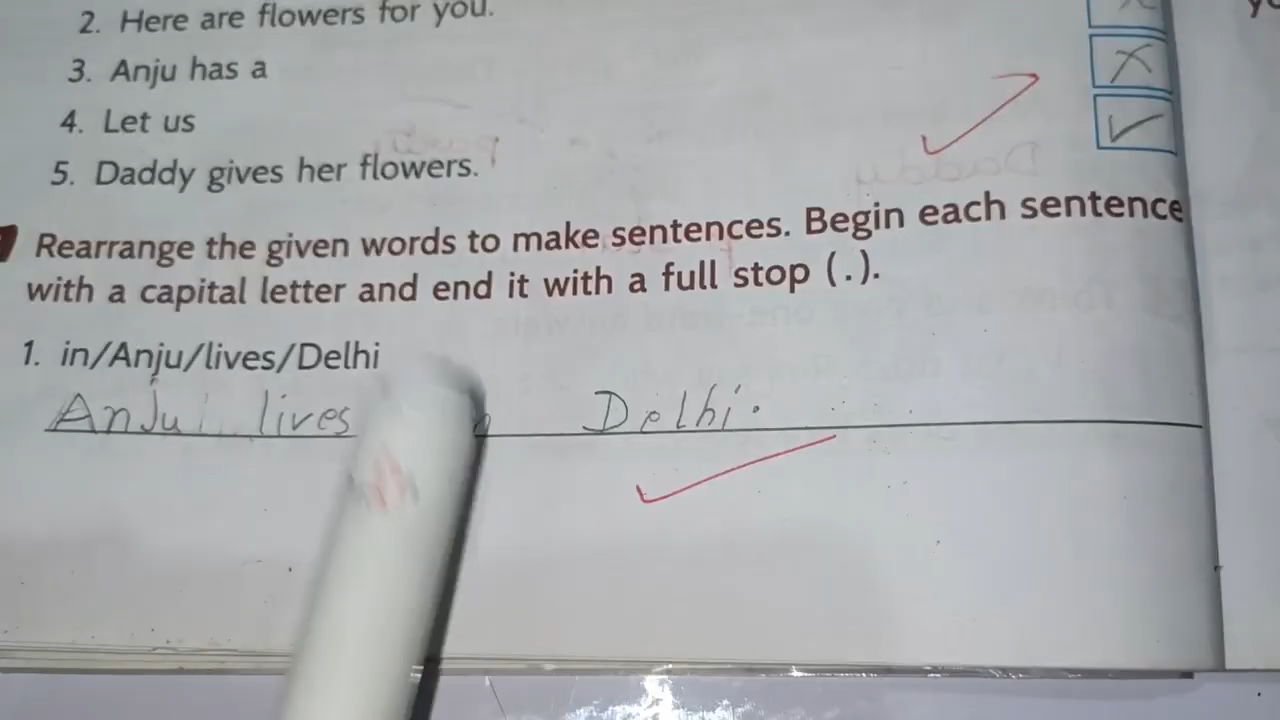 2. Here are flowers for you.
3. Anju has a
4. Let us
5. Daddy gives her flowers.
Rearrange the given words to make sentences. Begin each sentence
with a capital letter and end it with a full stop (.).
1. in/Anju/lives/Delhi
Anju lives Delhi.